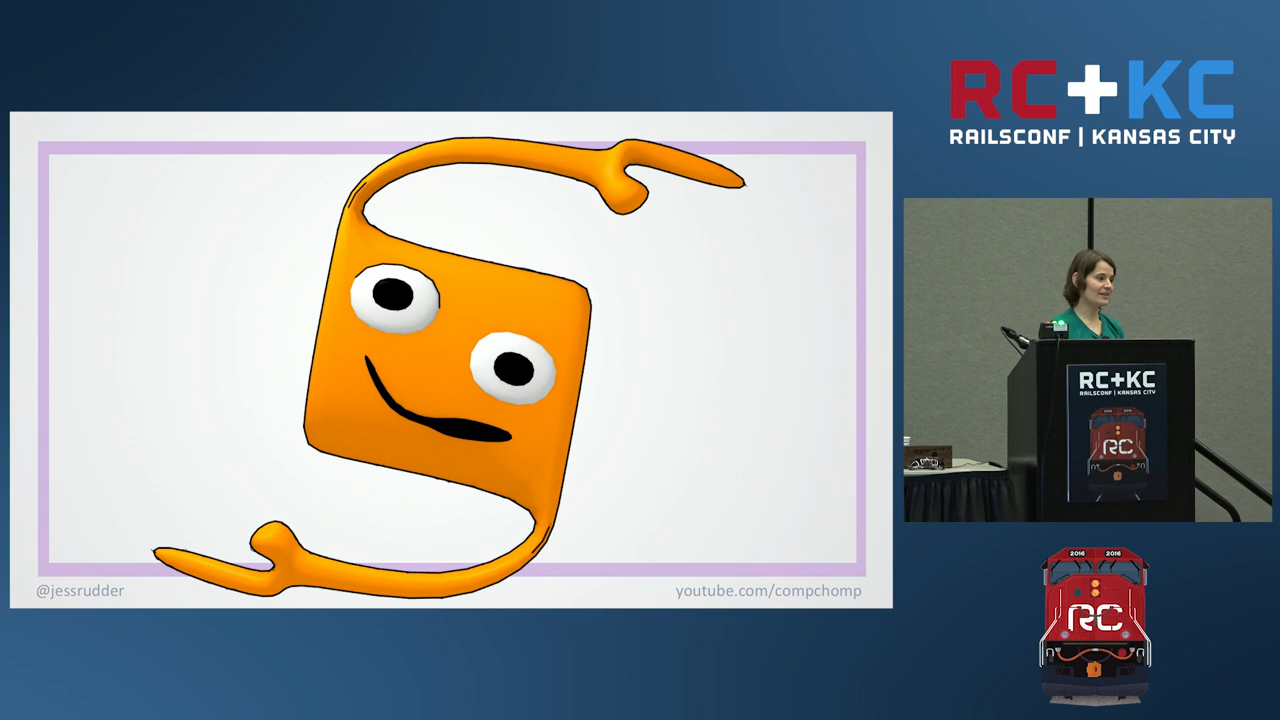 RC+KC
RAILSCONF | KANSAS CITY
@jessrudder
youtube.com/compchomp
RC+KC
RAILSCONF | KANSAS CITY
RC
2016 2016
RC